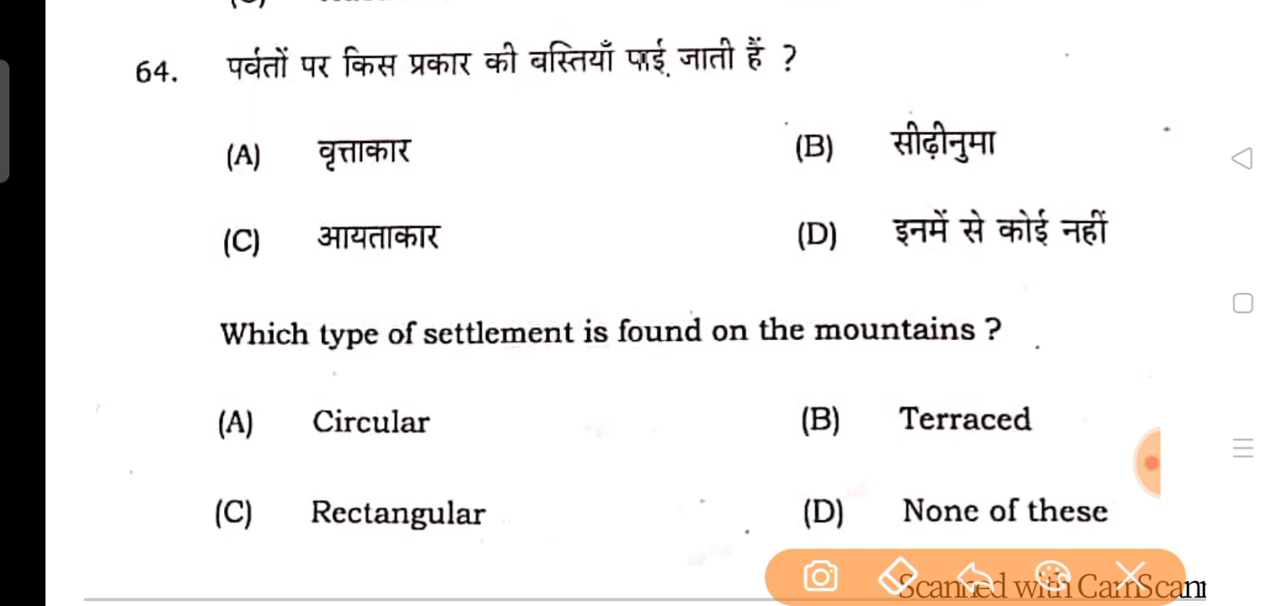 64. पर्वतों पर किस प्रकार की बस्तियाँ पाई जाती हैं ?
(A) वृत्ताकार (B) सीढ़ीनुमा
(C) आयताकार (D) इनमें से कोई नहीं
Which type of settlement is found on the mountains ?
(A) Circular (B) Terraced
(C) Rectangular (D) None of these
Scanned with CamScann